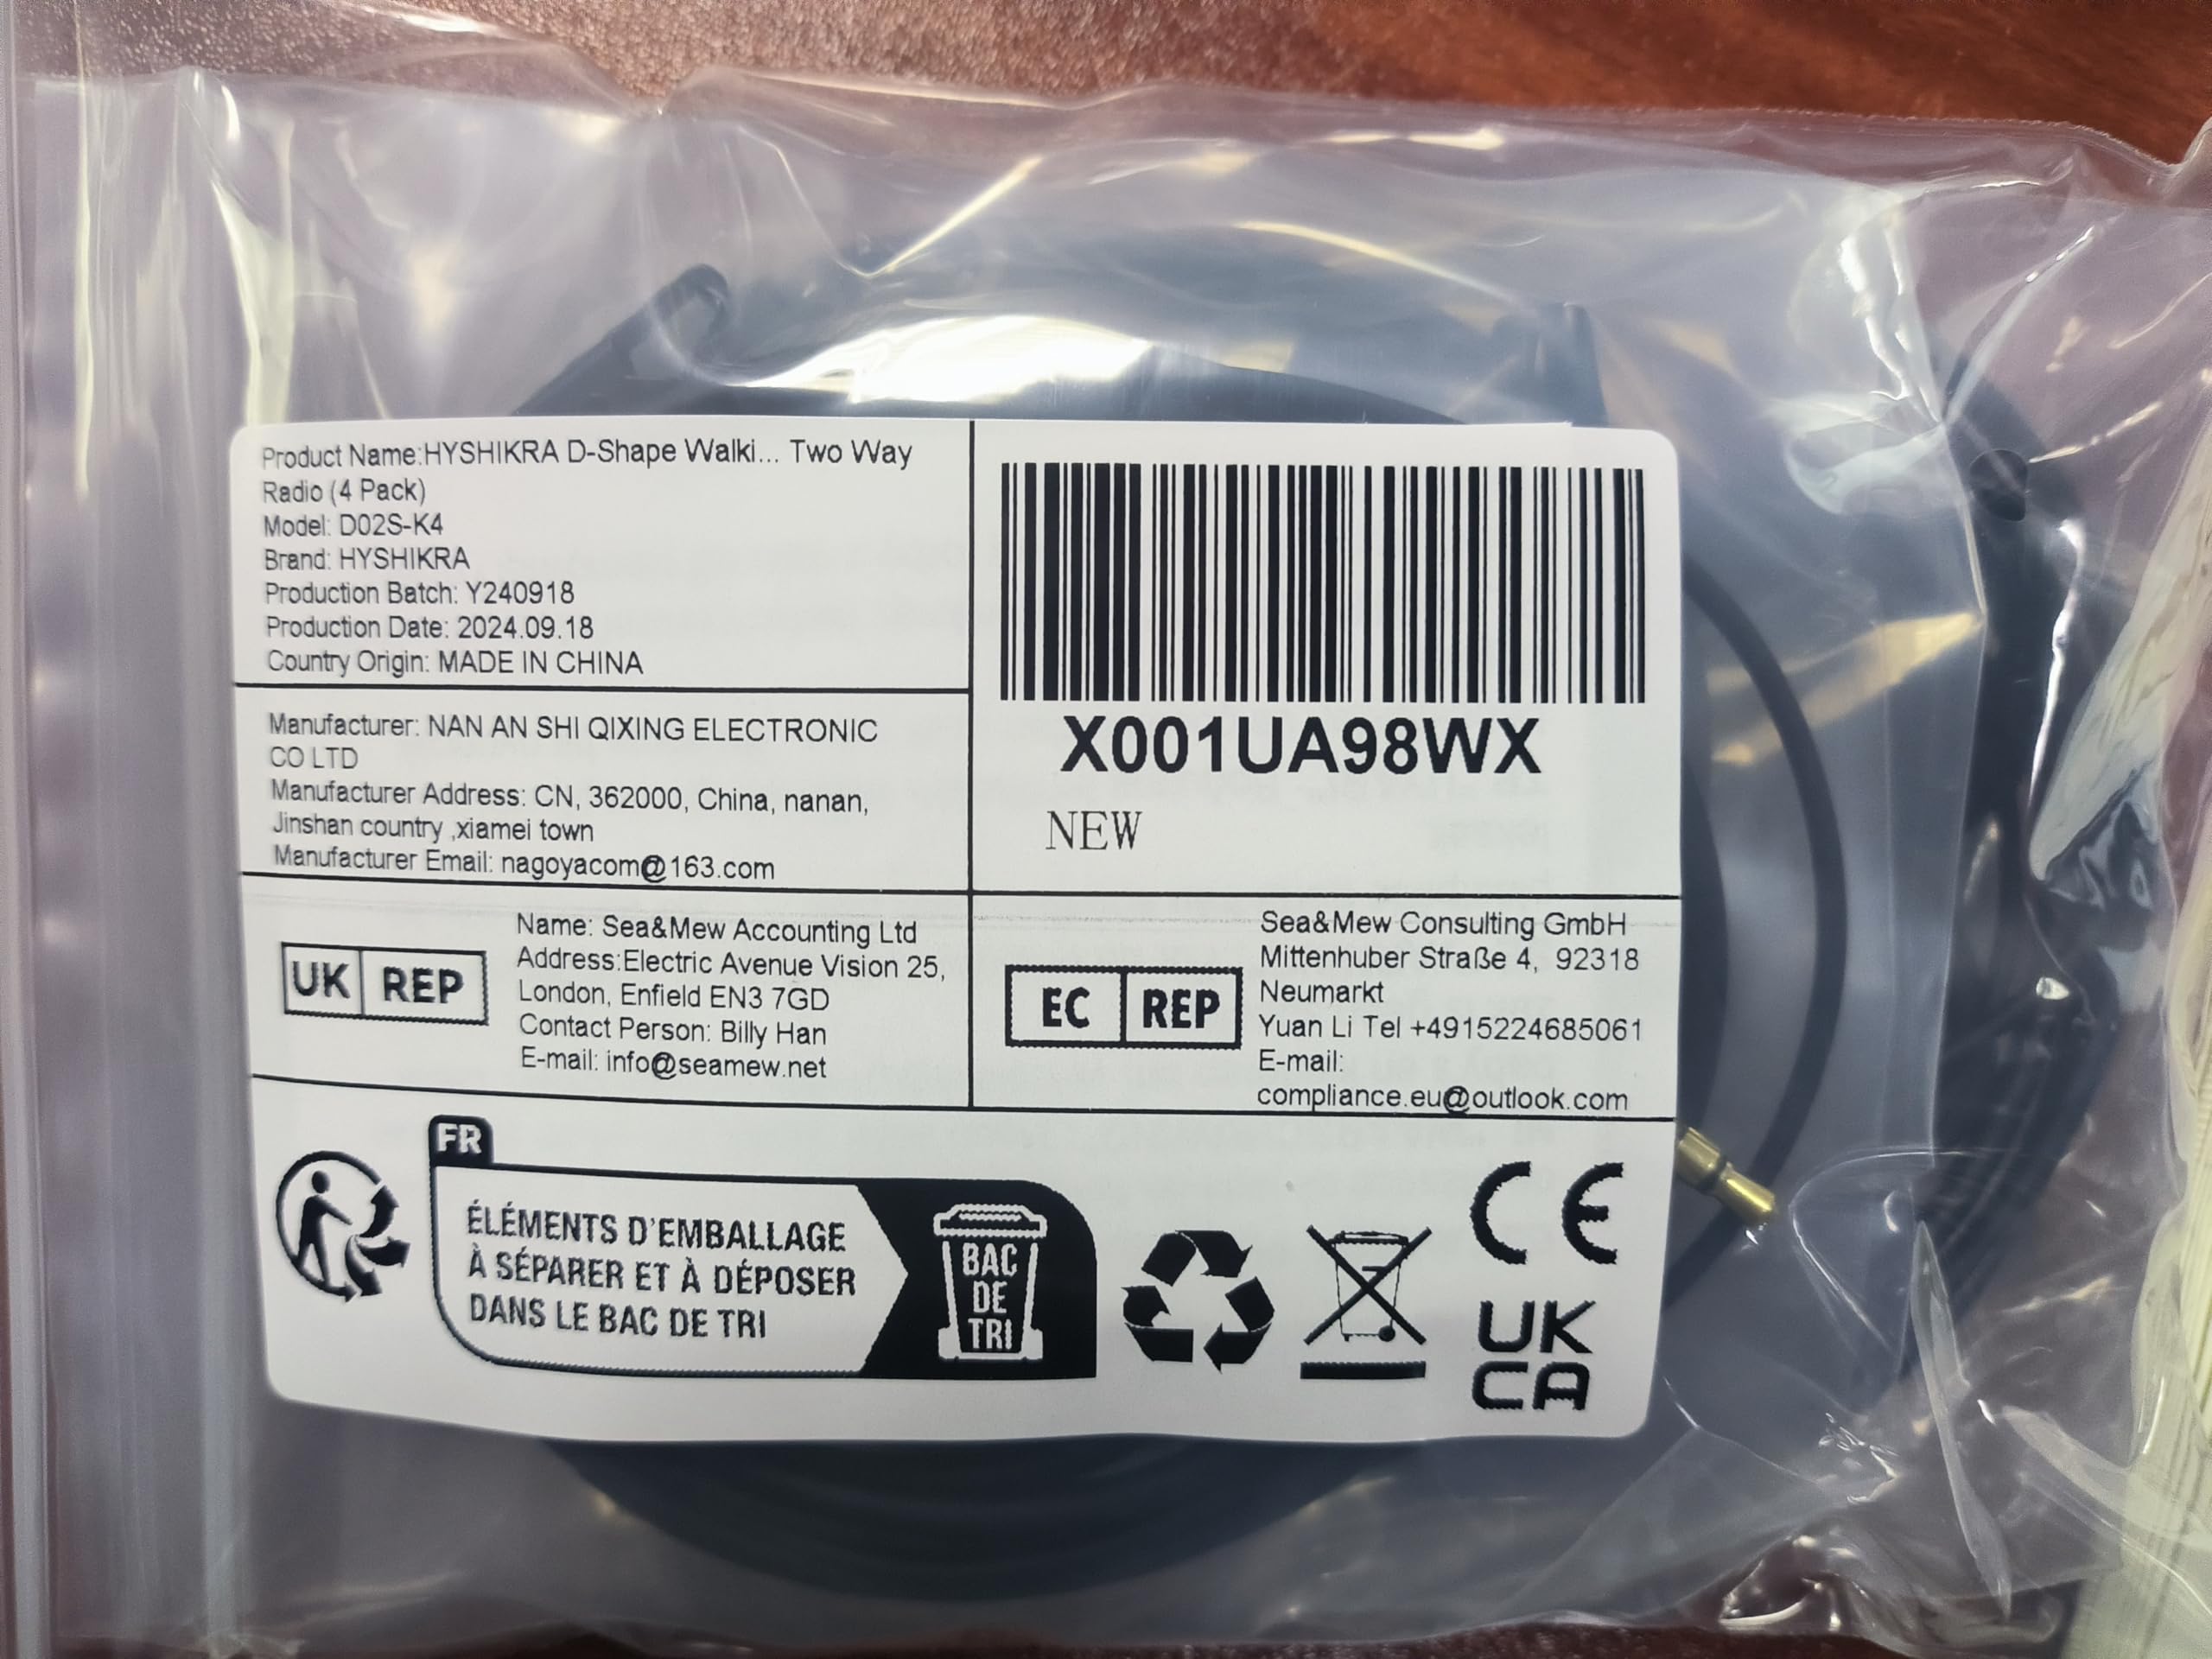 Product Name:HYSHIKRA D-Shape Walki... Two Way
Radio (4 Pack)
Model: D02S-K4
Brand: HYSHIKRA
Production Batch: Y240918
Production Date: 2024.09.18
Country Origin: MADE IN CHINA
Manufacturer: NAN AN SHI QIXING ELECTRONIC
CO LTD
Manufacturer Address: CN, 362000, China, nanan,
Jinshan country ,xiamei town
Manufacturer Email: nagoyacom@163.com
X001UA98WX
NEW
UK REP
Name: Sea&Mew Accounting Ltd
Address:Electric Avenue Vision 25,
London, Enfield EN3 7GD
Contact Person: Billy Han
E-mail: info@seamew.net
EC REP
Sea&Mew Consulting GmbH
Mittenhuber Straße 4, 92318
Neumarkt
Yuan Li Tel +4915224685061
E-mail:
compliance.eu@outlook.com
FR
ÉLÉMENTS D'EMBALLAGE
À SÉPARER ET À DÉPOSER
DANS LE BAC DE TRI
BAC
DE
TRI
CE
UK
CA